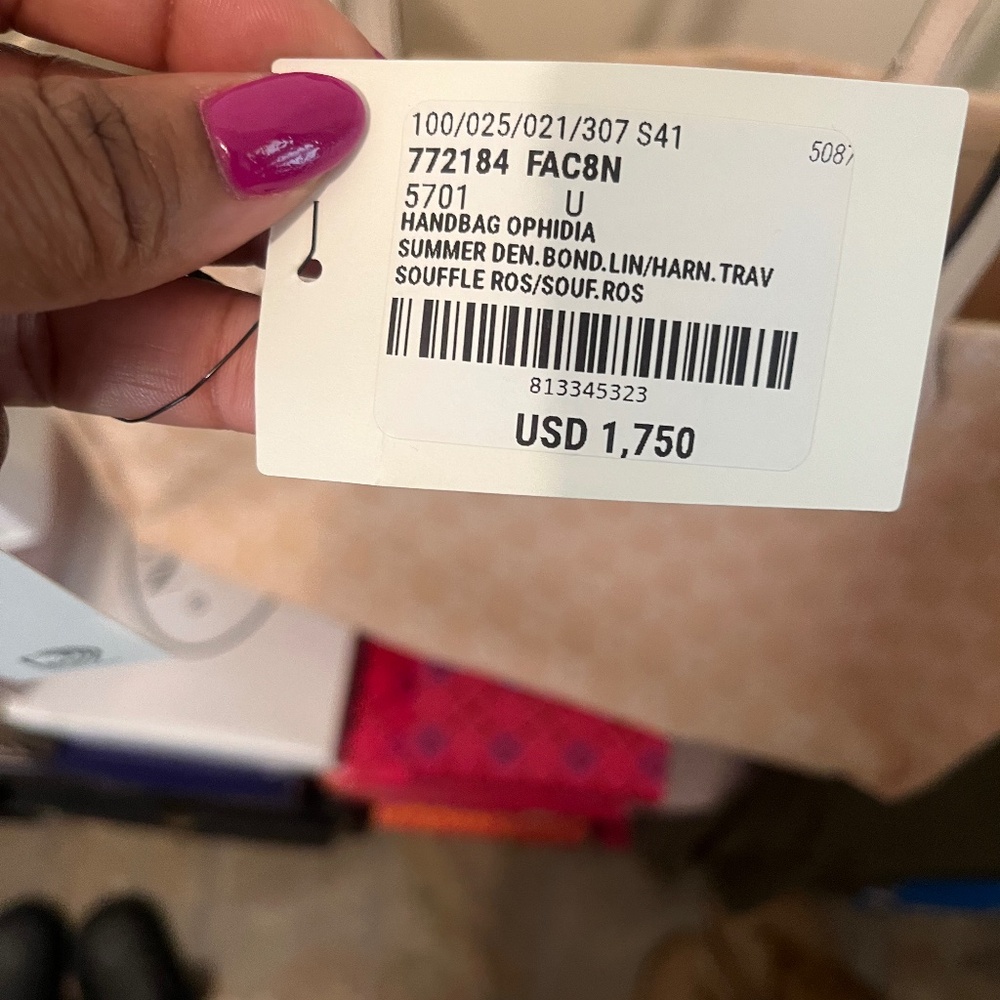 100/025/021/307 S41
5087
772184 FAC8N
5701 U
HANDBAG OPHIDIA
SUMMER DEN.BOND.LIN/HARN.TRAV
SOUFFLE ROS/SOUF.ROS
813345323
USD 1,750